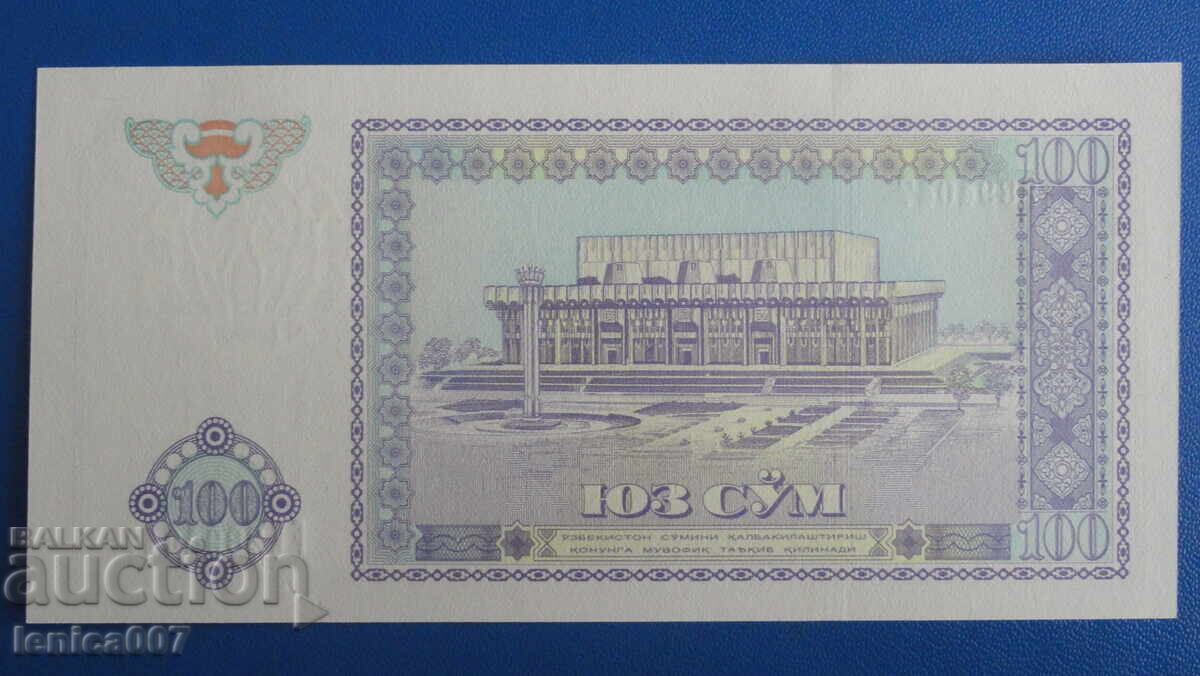 100
100
ЮЗ СЎМ
ЎЗБЕКИСТОН СЎМИНИ ҚАЛБАКИЛАШТИРИШ
ҚОНУНГА МУВОФИҚ ТАЪҚИБ ҚИЛИНАДИ
100
BALKAN
auction
lenica007